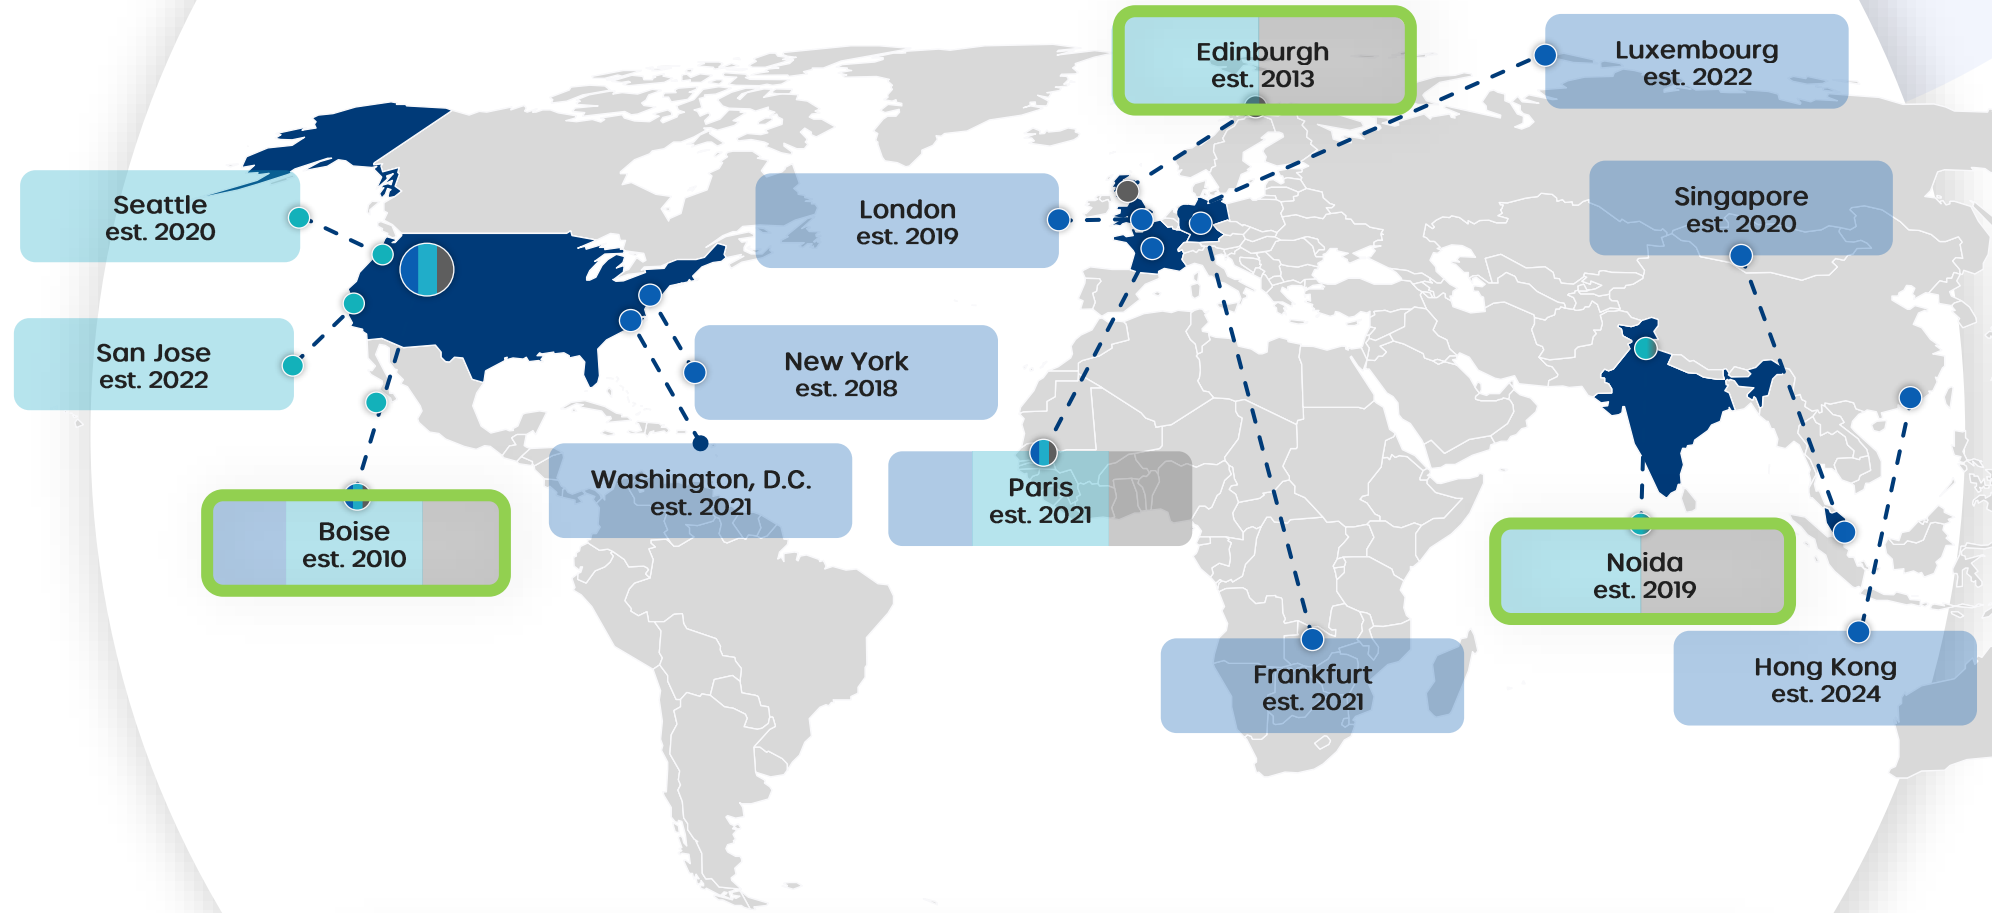 Edinburgh
est. 2013
Luxembourg
est. 2022
Seattle
est. 2020
London
est. 2019
Singapore
est. 2020
San Jose
est. 2022
New York
est. 2018
Washington, D.C.
est. 2021
Paris
est. 2021
Boise
est. 2010
Noida
est. 2019
Frankfurt
est. 2021
Hong Kong
est. 2024